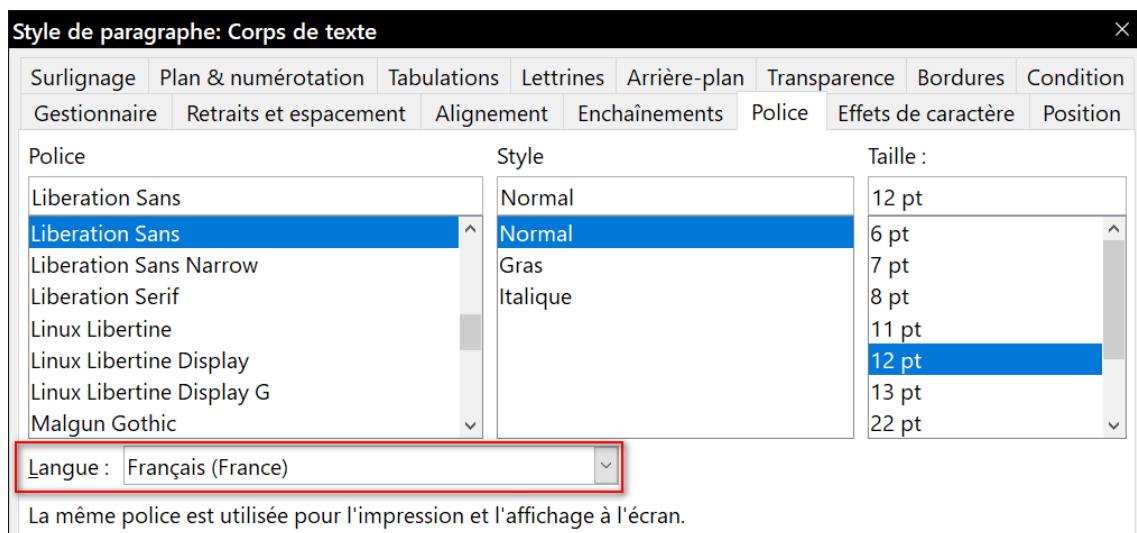 Style de paragraphe: Corps de texte
Surlignage Plan & numérotation Tabulations Lettrines Arrière-plan Transparence Bordures Condition
Gestionnaire Retraits et espacement Alignement Enchaînements Police Effets de caractère Position
Police Style Taille :
Liberation Sans Normal 12 pt
Liberation Sans Normal 6 pt
Liberation Sans Narrow Gras 7 pt
Liberation Serif Italique 8 pt
Linux Libertine 11 pt
Linux Libertine Display 12 pt
Linux Libertine Display G 13 pt
Malgun Gothic 22 pt
Langue : Français (France)
La même police est utilisée pour l'impression et l'affichage à l'écran.